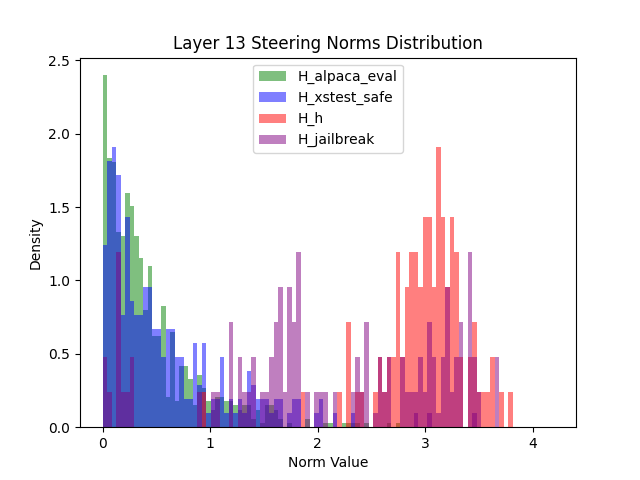 Layer 13 Steering Norms Distribution
H_alpaca_eval
H_xstest_safe
H_h
H_jailbreak
Density
2.5
2.0
1.5
1.0
0.5
0.0
0 1 2 3 4
Norm Value